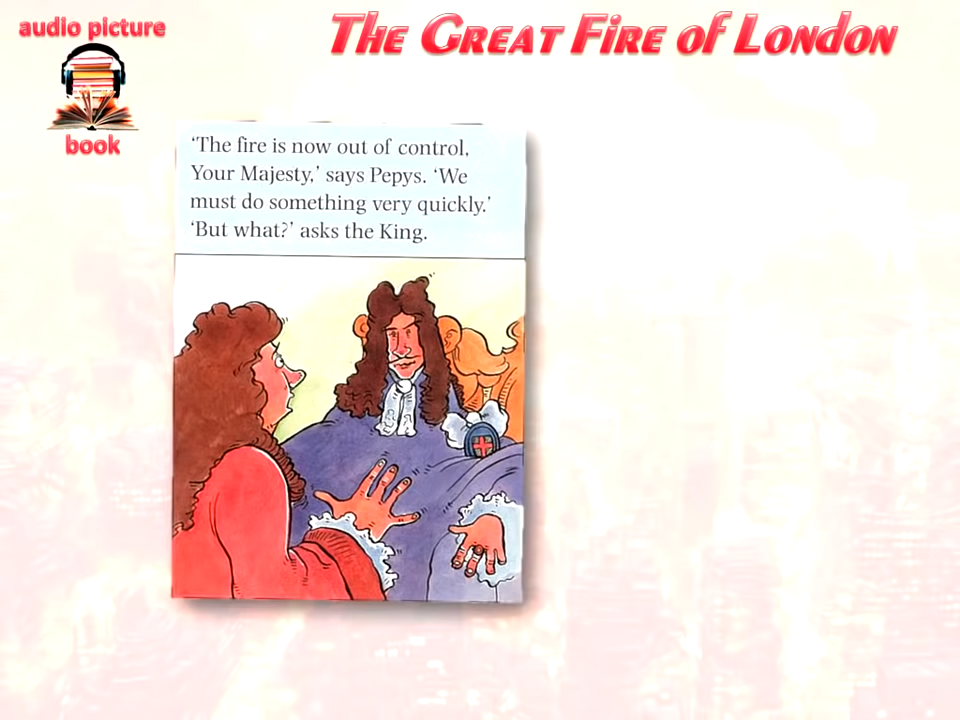 audio picture
book
The Great Fire of London
‘The fire is now out of control,
Your Majesty,’ says Pepys. ‘We
must do something very quickly.’
‘But what?’ asks the King.